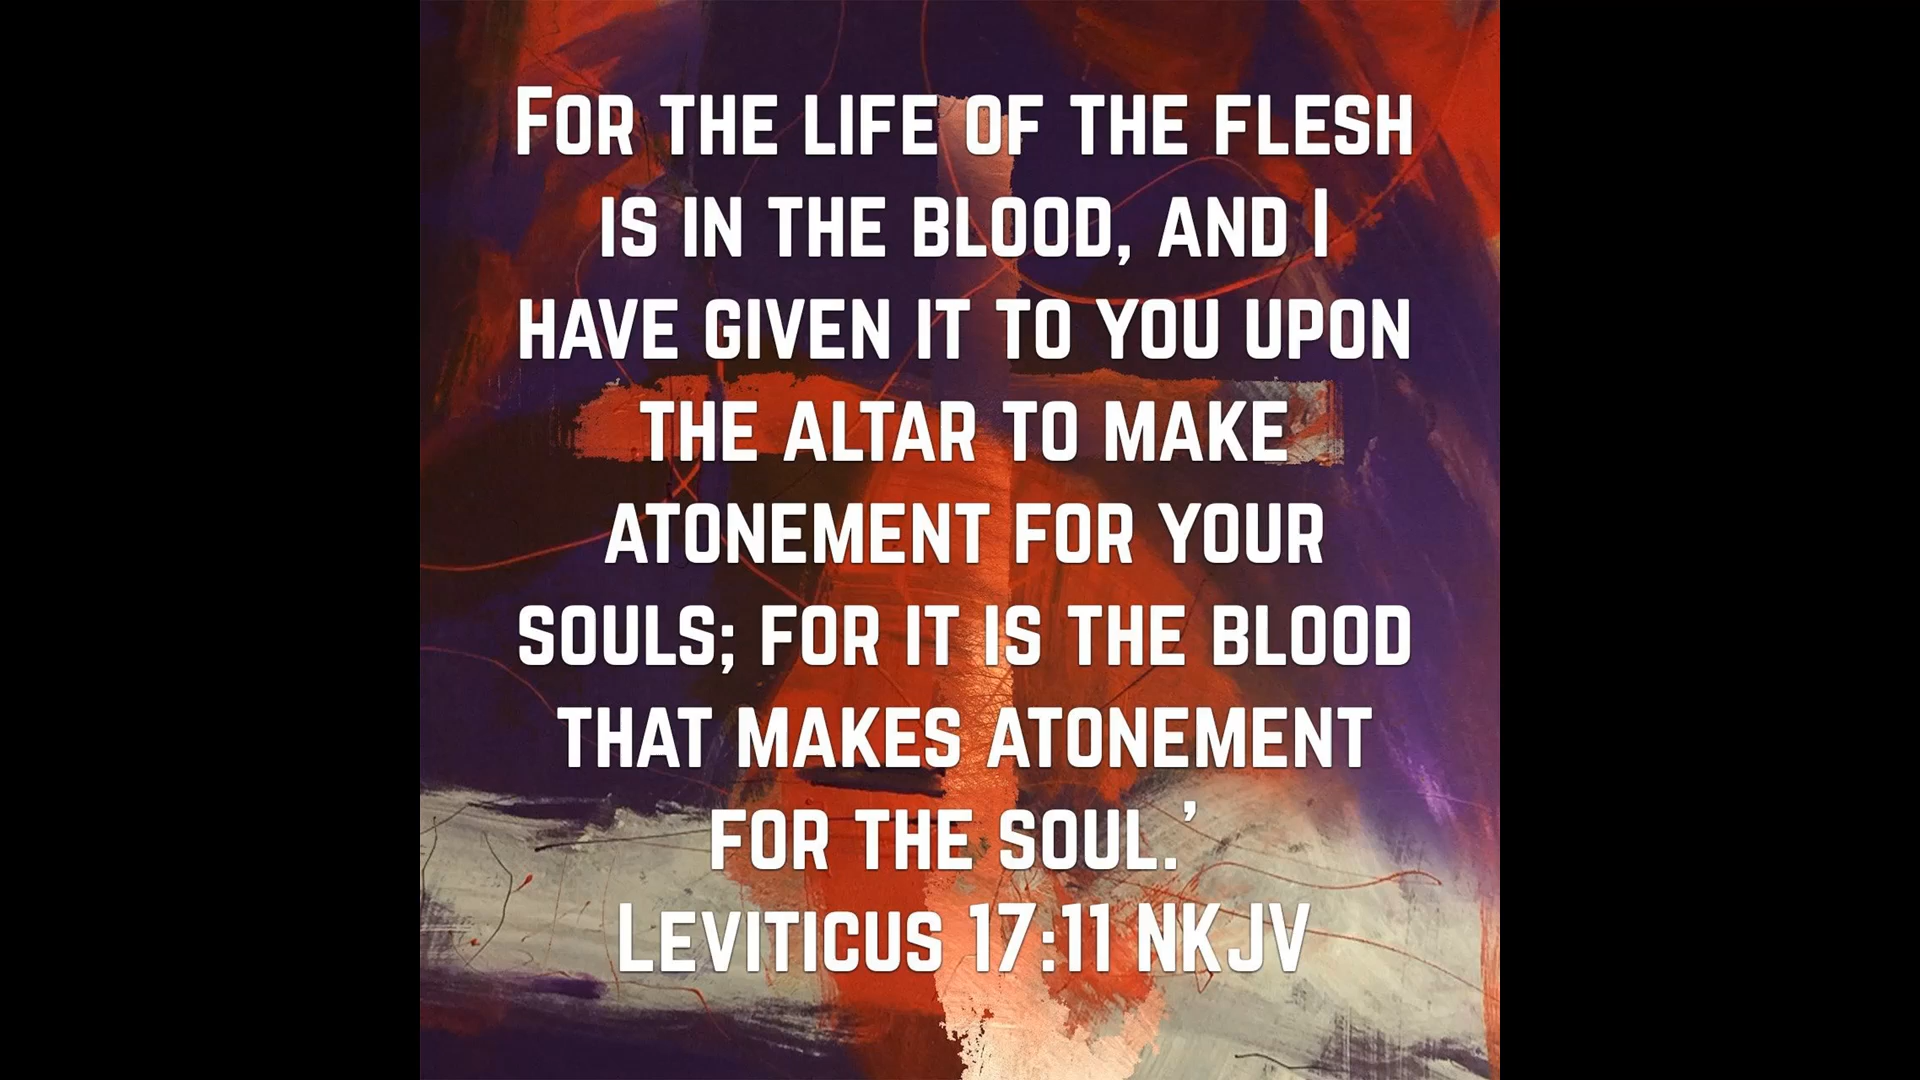 For the life of the flesh
is in the blood, and I
have given it to you upon
the altar to make
atonement for your
souls; for it is the blood
that makes atonement
for the soul.’
Leviticus 17:11 NKJV